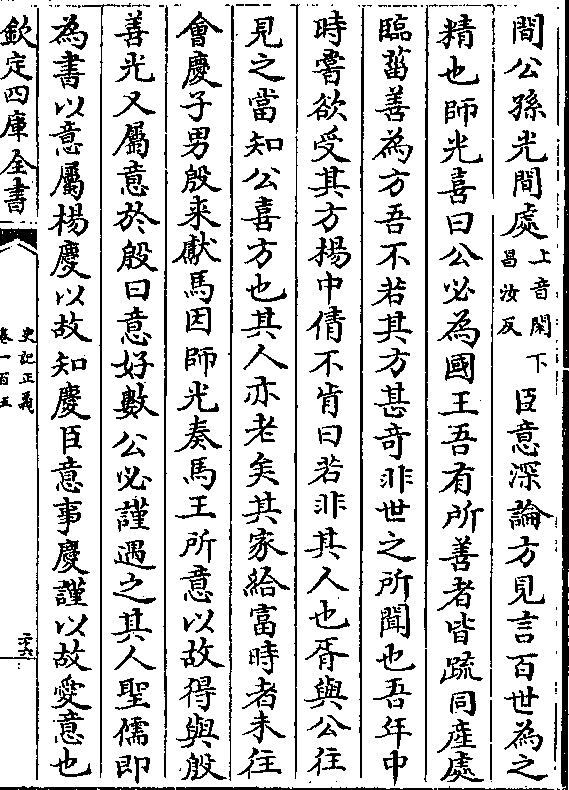 間公孫光間處上音閑下昌汝反臣意深論方見言百世為之
精也師光喜曰公必為國王吾有所善者皆疏同產處
臨菑善為方吾不若其方甚奇非世之所聞也吾年中
時嘗欲受其方楊中倩不肯曰若非其人也胥與公往
見之當知公喜方也其人亦老矣其家給富時者未往
會慶子男殷来獻馬因師光奏馬王所意以故得與殷
善光又屬意於殷曰意好數公必謹遇之其人聖儒即
為書以意屬楊慶以故知慶臣意事慶謹以故愛意也
欽定四庫全書
史記正義
卷一百五
二十六